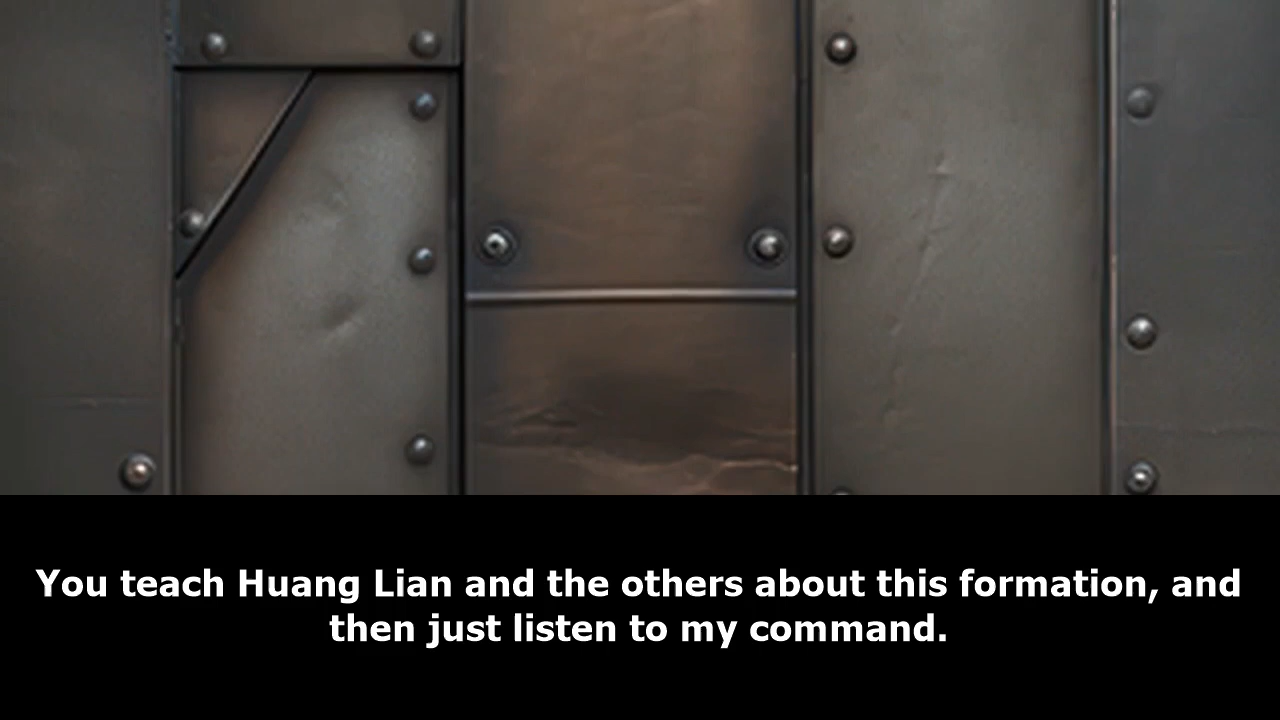 You teach Huang Lian and the others about this formation, and
then just listen to my command.